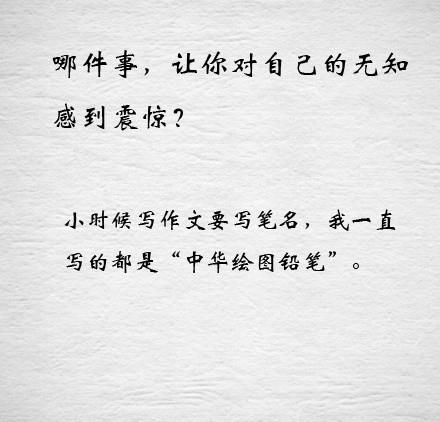 哪件事，让你对自己的无知
感到震惊？
小时候写作文要写笔名，我一直
写的都是“中华绘图铅笔”。